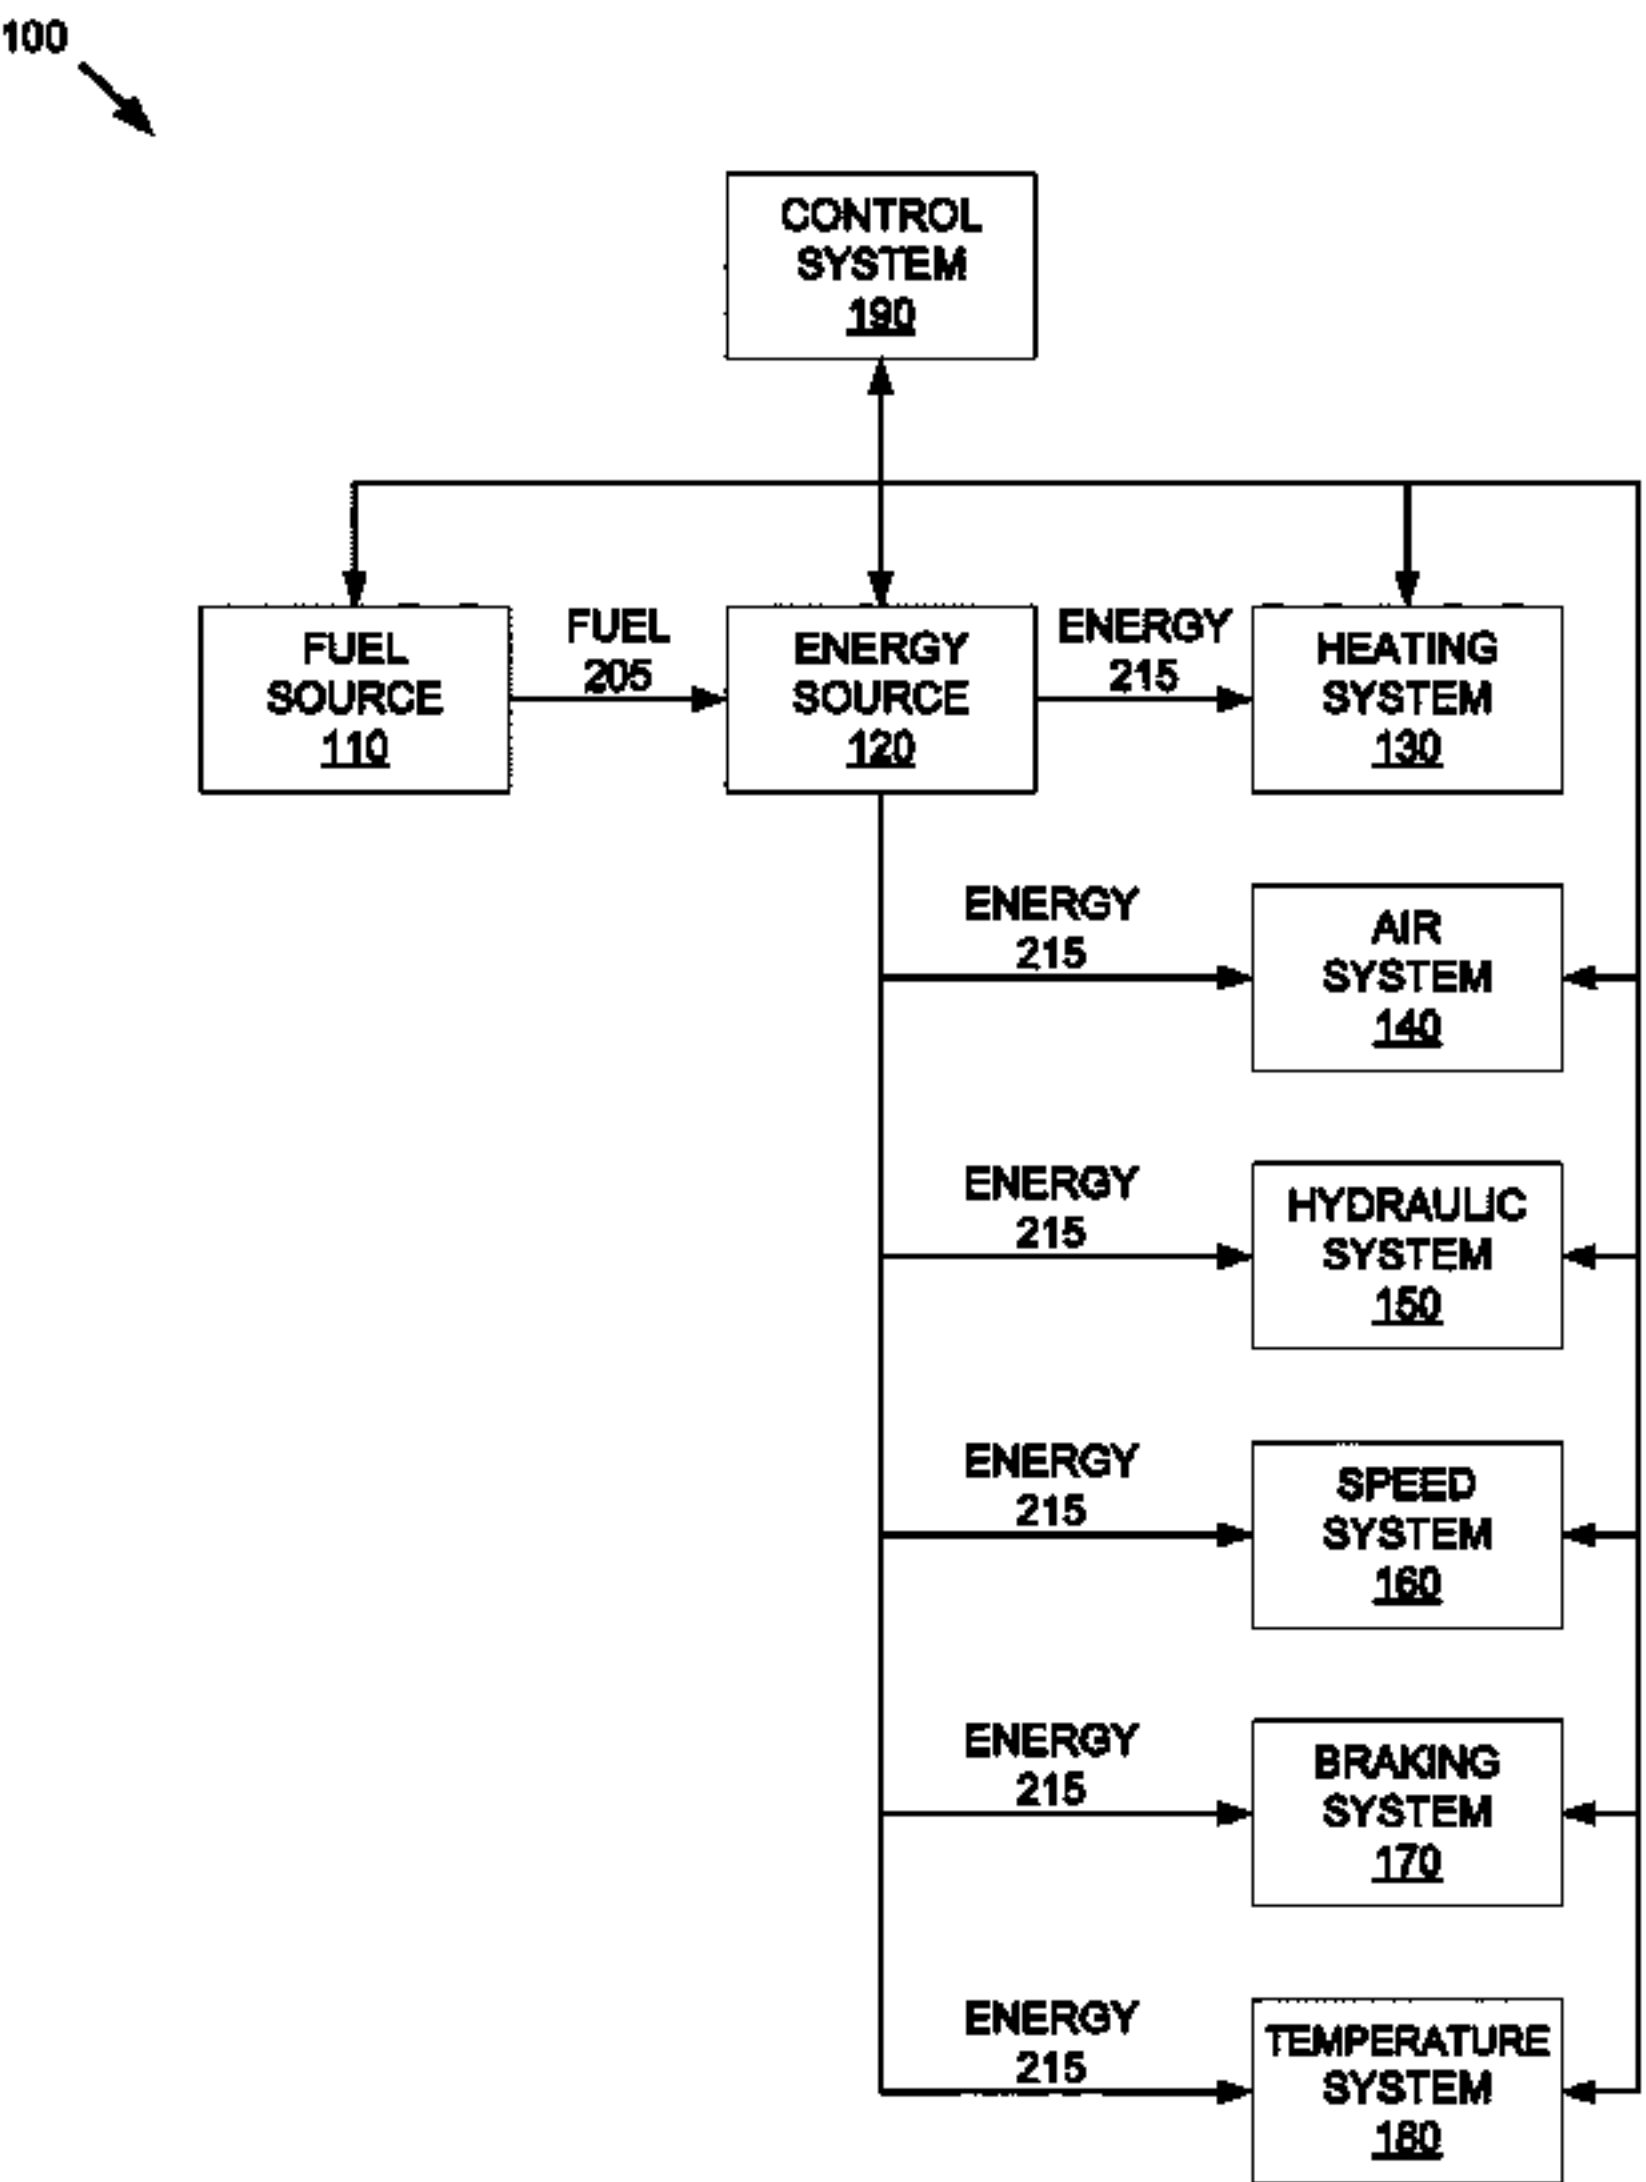 100
CONTROL
SYSTEM
190
FUEL
SOURCE
110
FUEL
205
ENERGY
SOURCE
120
ENERGY
215
HEATING
SYSTEM
130
ENERGY
215
AIR
SYSTEM
140
ENERGY
215
HYDRAULIC
SYSTEM
150
ENERGY
215
SPEED
SYSTEM
160
ENERGY
215
BRAKING
SYSTEM
170
ENERGY
215
TEMPERATURE
SYSTEM
180